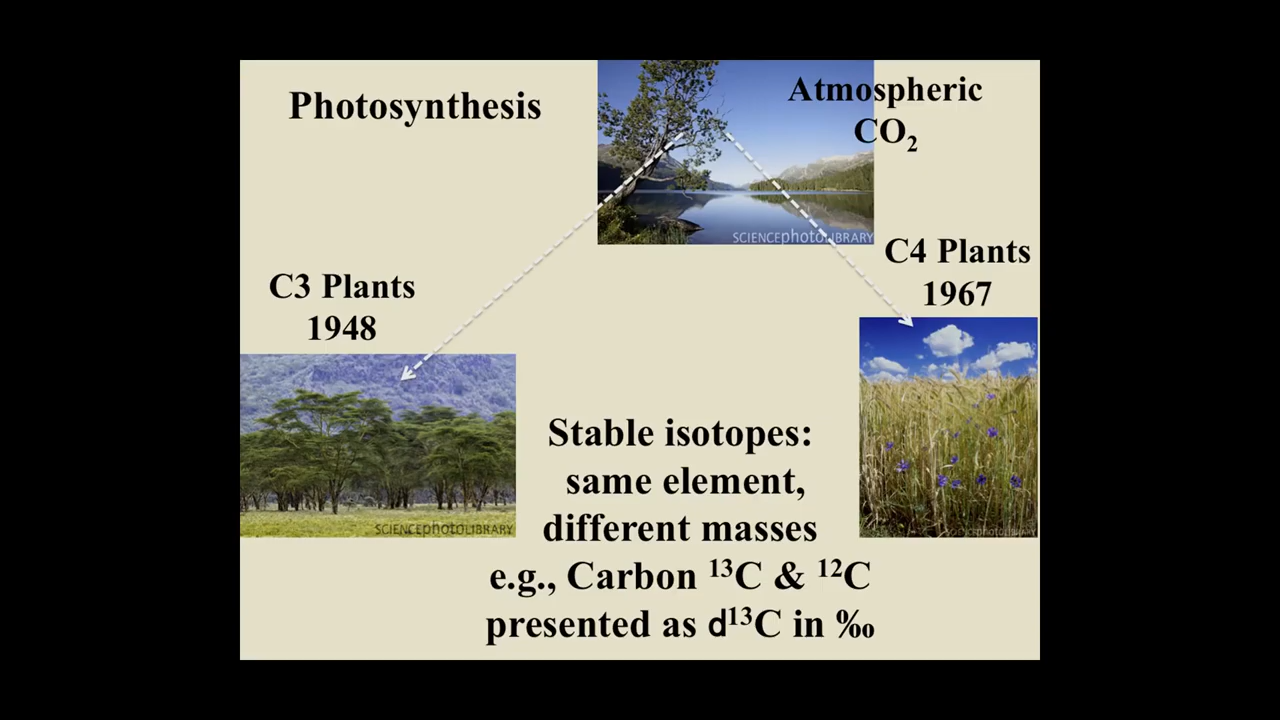 Photosynthesis
Atmospheric
CO₂
SCIENCEphotoLIBRARY
C4 Plants
1967
C3 Plants
1948
SCIENCEphotoLIBRARY
SCIENCEphotoLIBRARY
Stable isotopes:
same element,
different masses
e.g., Carbon ¹³C & ¹²C
presented as d¹³C in ‰